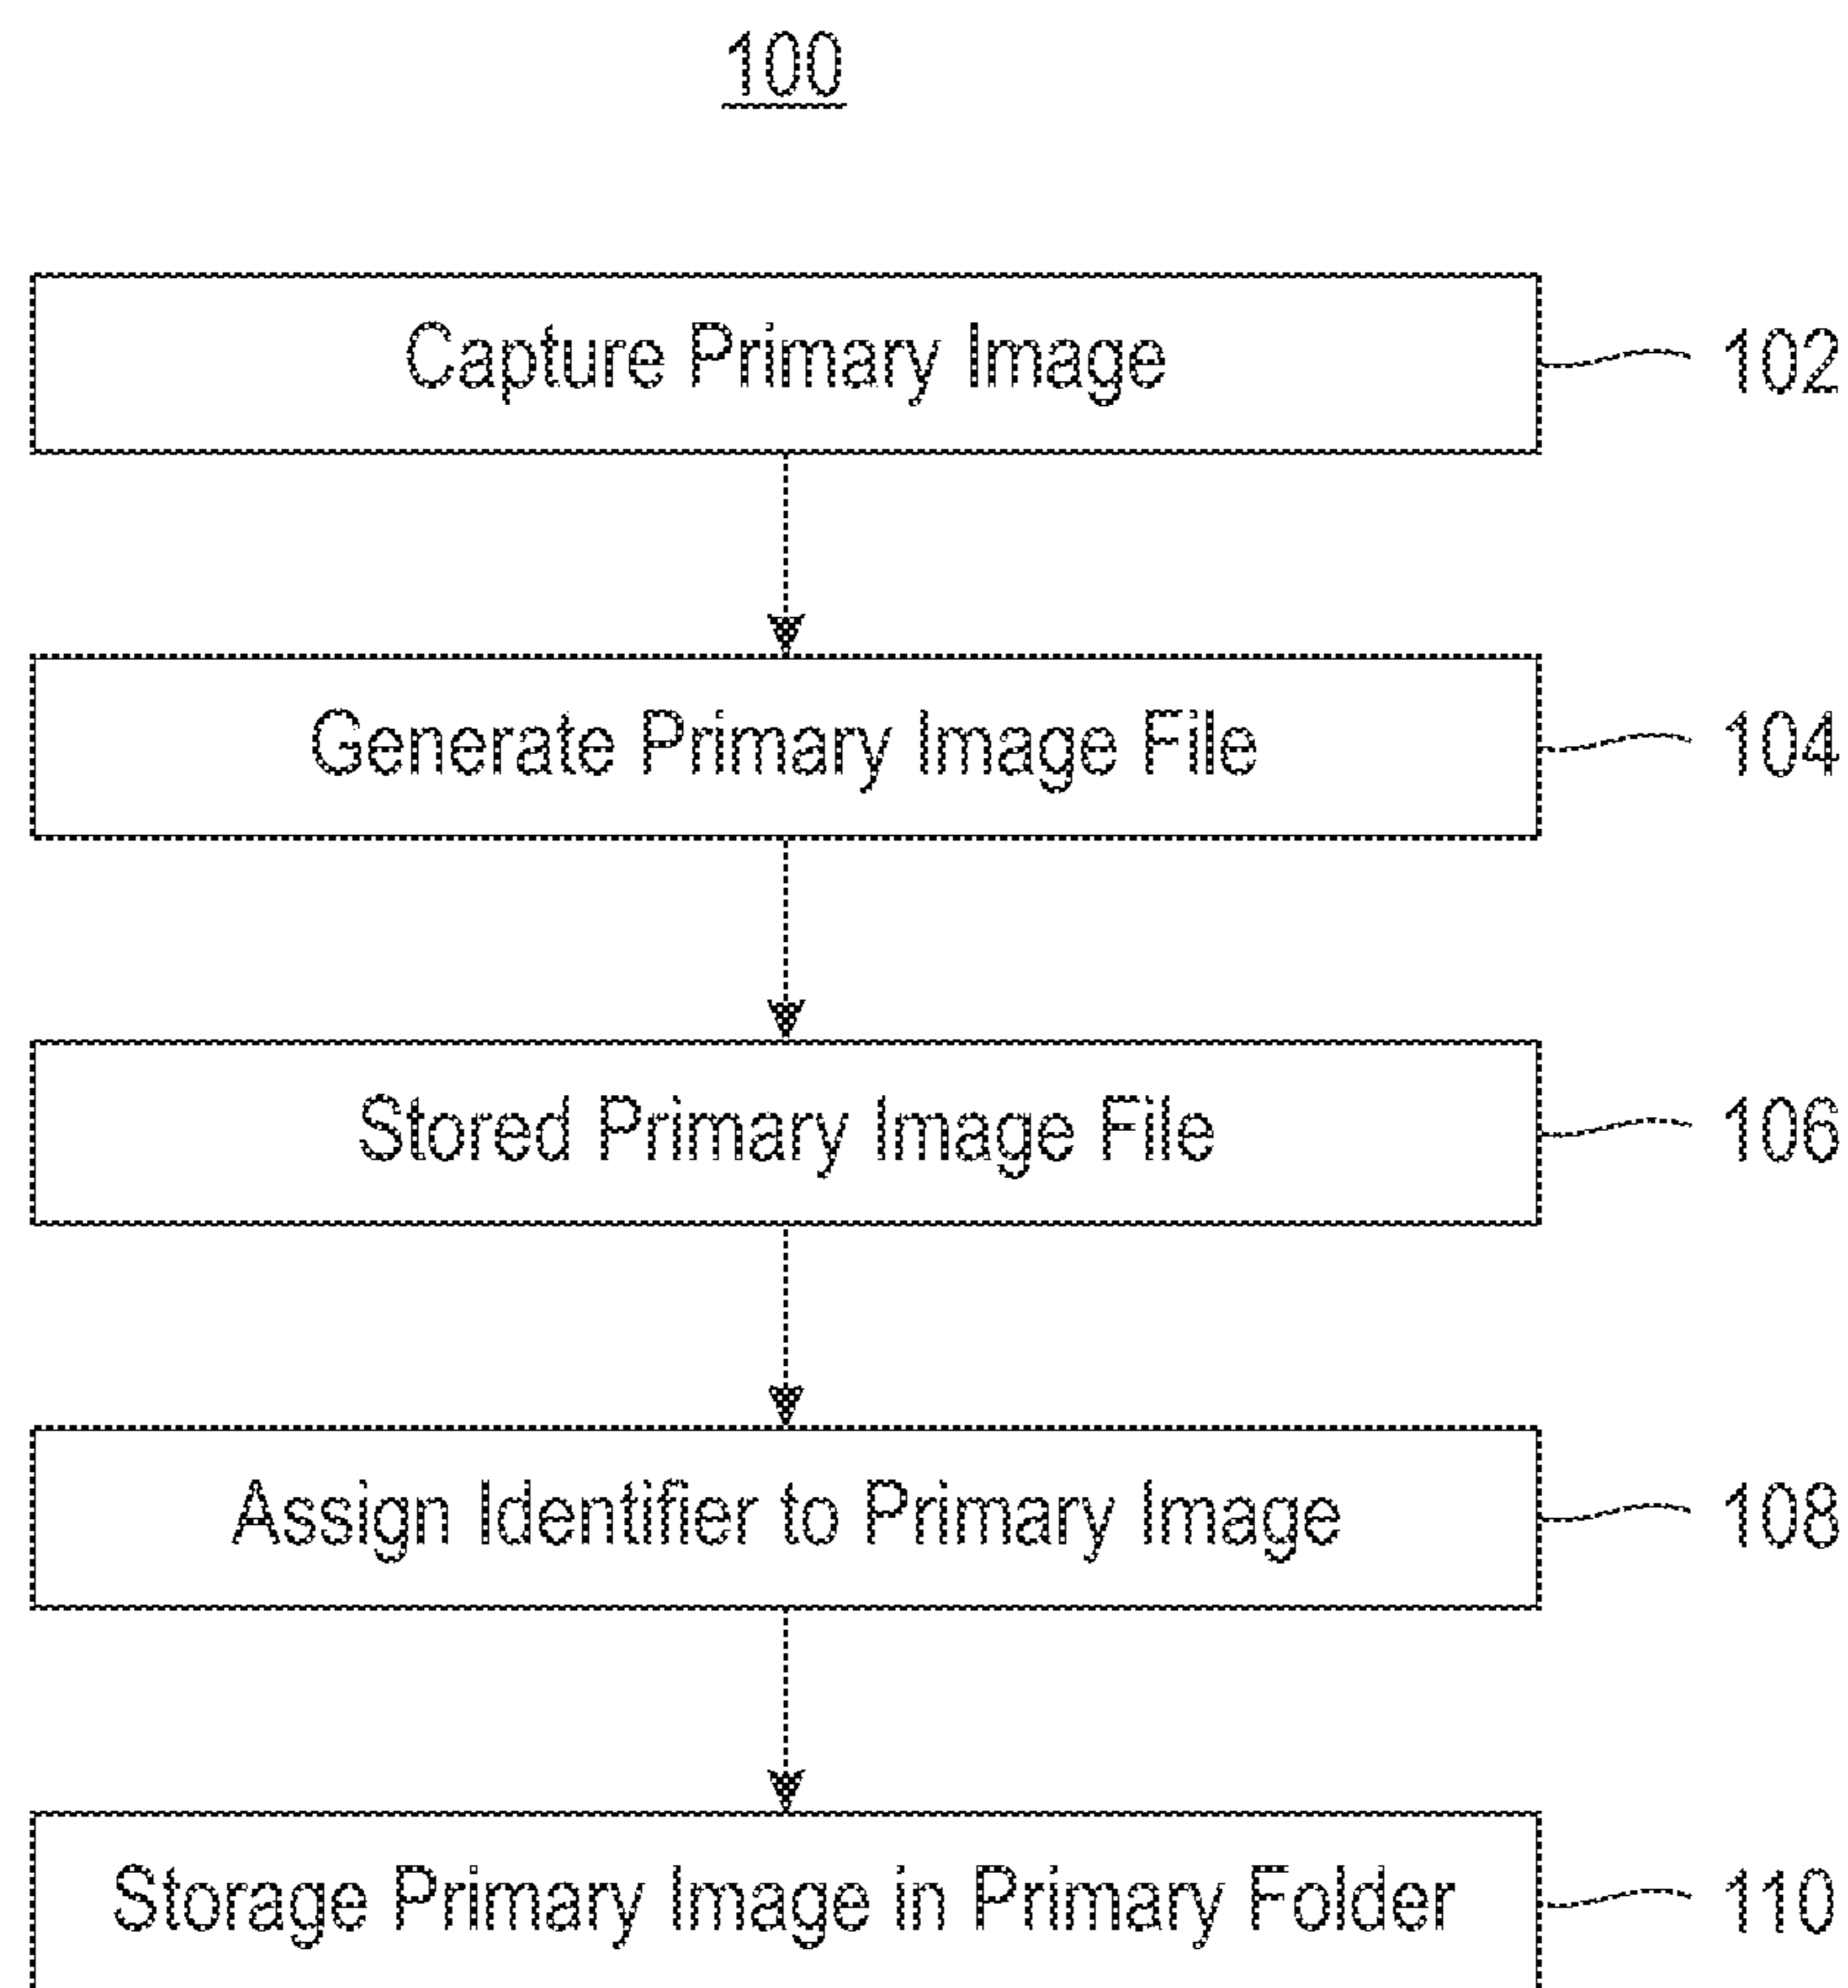 100
Capture Primary Image 102
Generate Primary Image File 104
Stored Primary Image File 106
Assign Identifier to Primary Image 108
Storage Primary Image in Primary Folder 110